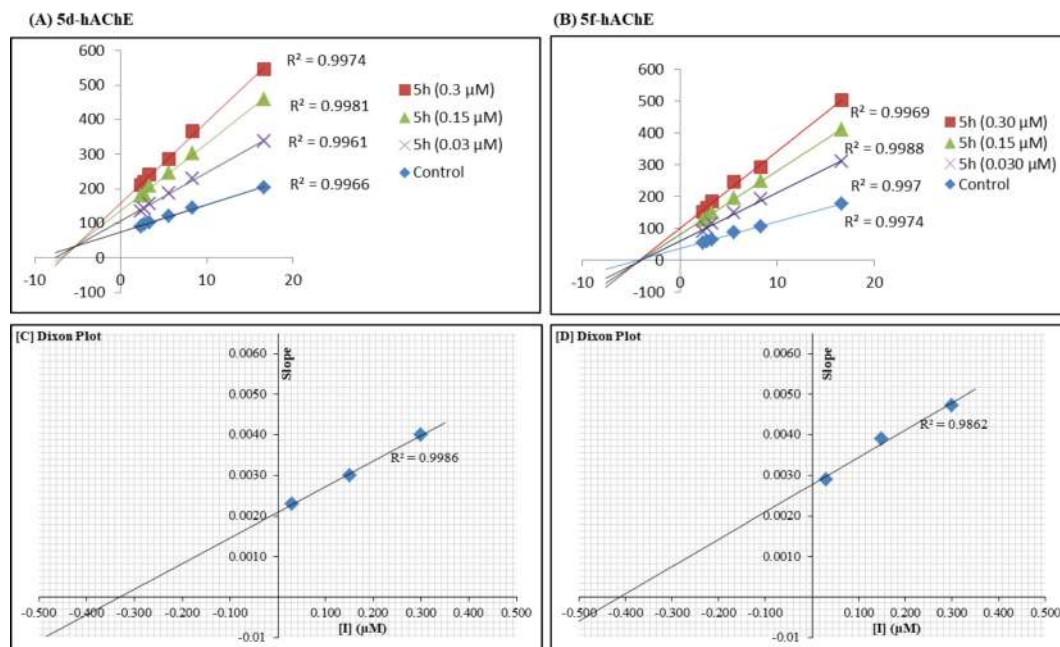 (A) 5d-hAChE
600
500
400
300
200
100
0
-100
-10
0
10
20
R² = 0.9974
R² = 0.9981
R² = 0.9961
R² = 0.9966
5h (0.3 µM)
5h (0.15 µM)
5h (0.03 µM)
Control
(B) 5f-hAChE
600
500
400
300
200
100
0
-100
-10
0
10
20
R² = 0.9969
R² = 0.9988
R² = 0.997
R² = 0.9974
5h (0.30 µM)
5h (0.15 µM)
5h (0.030 µM)
Control
[C] Dixon Plot
Slope
0.0060
0.0050
0.0040
0.0030
0.0020
0.0010
-0.01
R² = 0.9986
-0.500 -0.400 -0.300 -0.200 -0.100 0.100 0.200 0.300 0.400 0.500
[I] (µM)
[D] Dixon Plot
Slope
0.0060
0.0050
0.0040
0.0030
0.0020
0.0010
-0.01
R² = 0.9862
-0.500 -0.400 -0.300 -0.200 -0.100 0.100 0.200 0.300 0.400 0.500
[I] (µM)